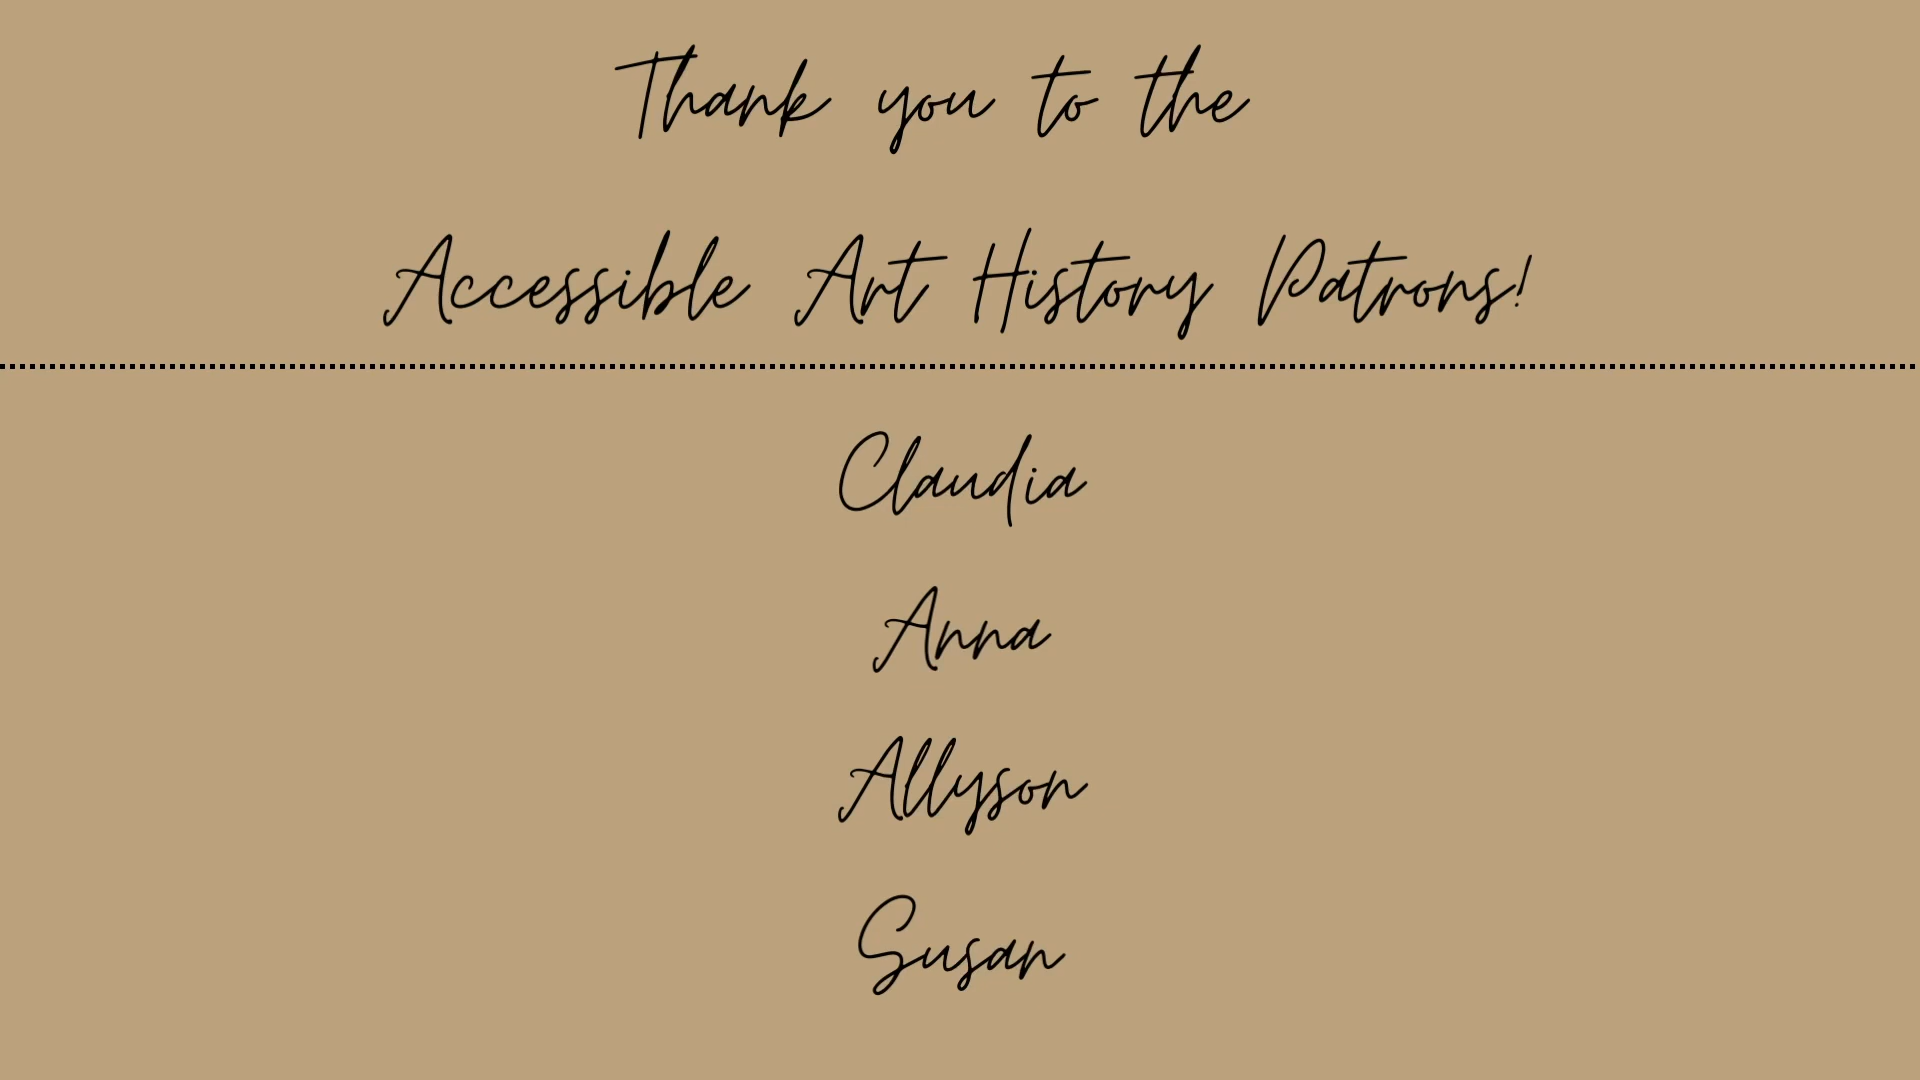 Thank you to the
Accessible Art History Patrons!
Claudia
Anna
Allyson
Susan